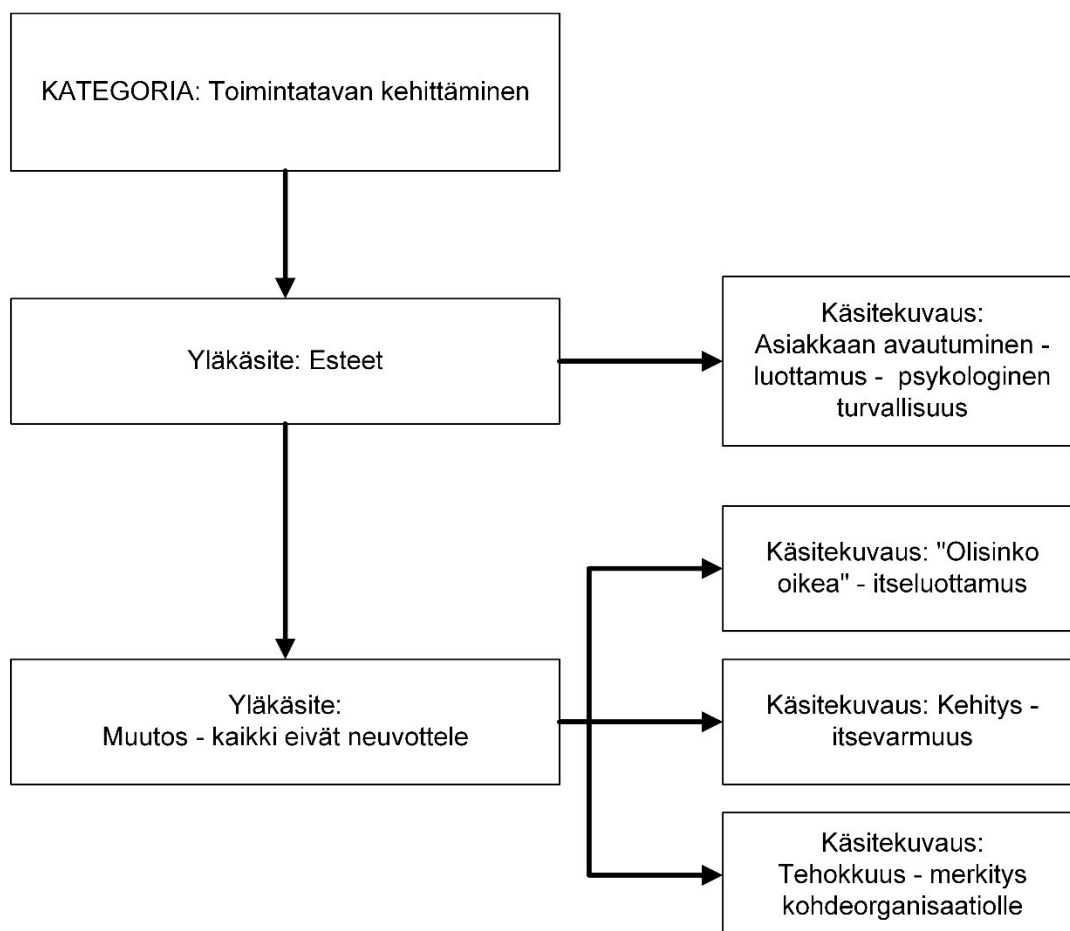 KATEGORIA: Toimintatavan kehittäminen
Yläkäsite: Esteet
Käsitekuvaus:
Asiakkaan avautuminen -
luottamus - psykologinen
turvallisuus
Käsitekuvaus: "Olisinko
oikea" - itseluottamus
Yläkäsite:
Muutos - kaikki eivät neuvottele
Käsitekuvaus: Kehitys -
itsevarmuus
Käsitekuvaus:
Tehokkuus - merkitys
kohdeorganisaatiolle